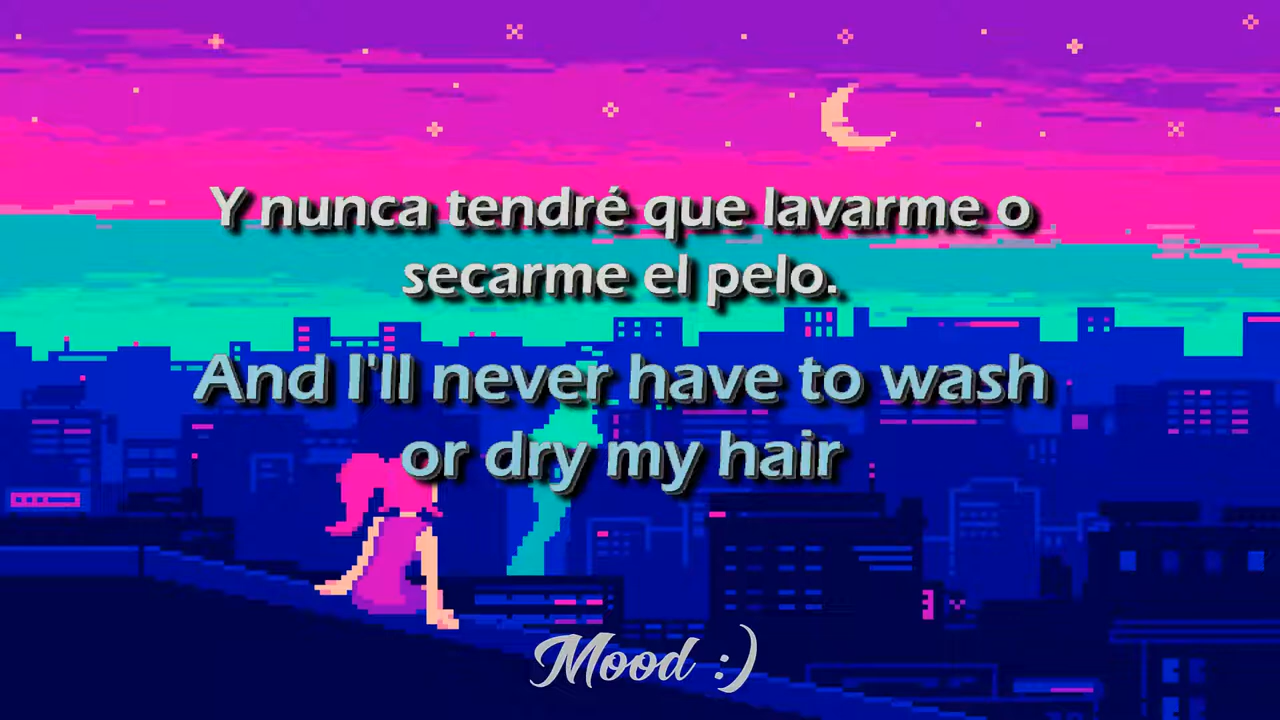 Y nunca tendré que lavarme o
secarme el pelo.
And I'll never have to wash
or dry my hair
Mood :)